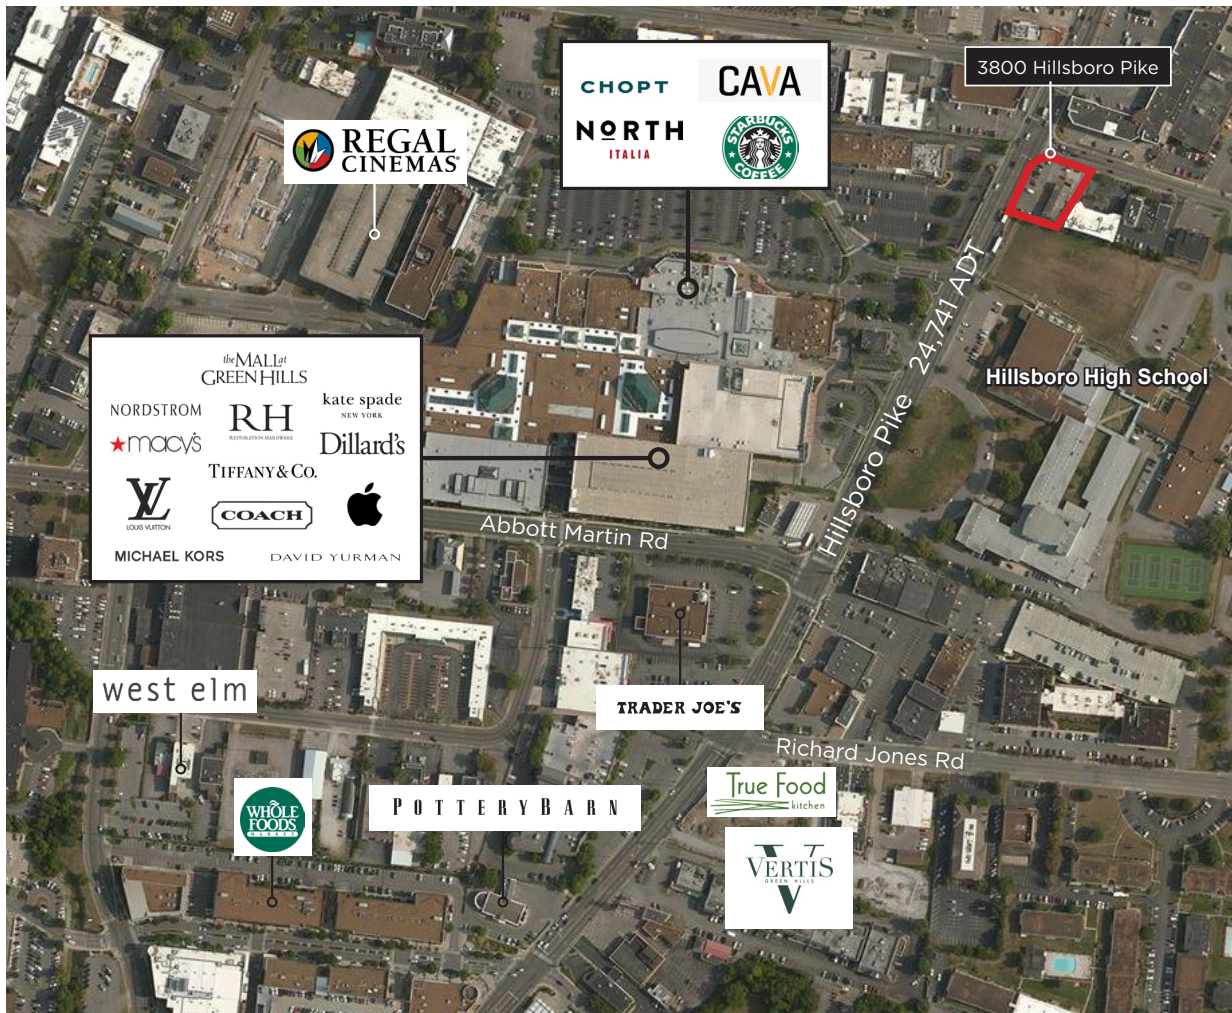 3800 Hillsboro Pike
CHOPT
CAVA
NORTH
ITALIA
STARBUCKS
COFFEE
REGAL
CINEMAS
24,741 ADT
Hillsboro Pike
Hillsboro High School
the MALL at
GREEN HILLS
NORDSTROM
RH
RESTORATION HARDWARE
kate spade
NEW YORK
macy's
Dillard's
TIFFANY & CO.
LV
LOUIS VUITTON
COACH
MICHAEL KORS
DAVID YURMAN
Abbott Martin Rd
west elm
TRADER JOE'S
Richard Jones Rd
WHOLE
FOODS
MARKET
POTTERYBARN
True Food
kitchen
VERTIS
GREEN HILLS
V